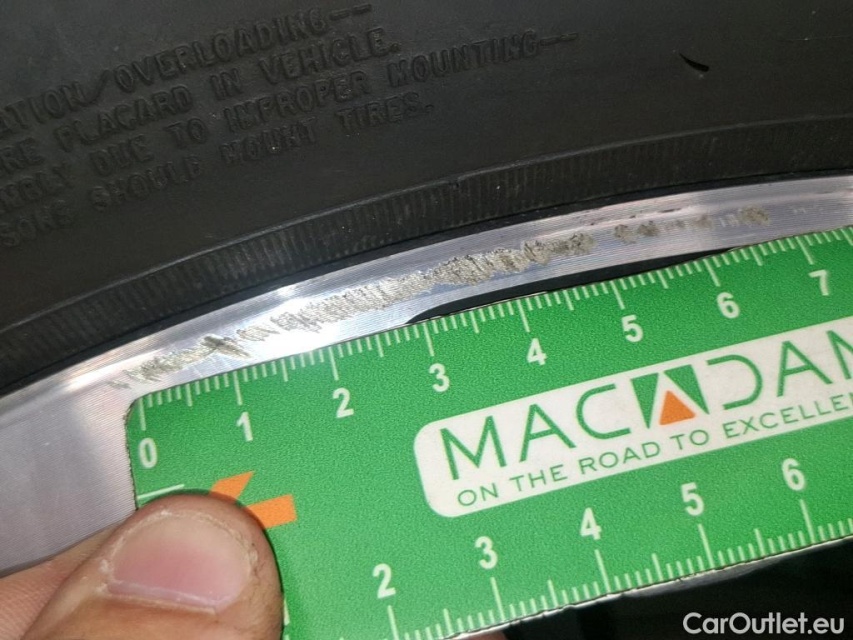 ATION/OVERLOADING--
RE PLACARD IN VEHICLE.
MBLY DUE TO IMPROPER MOUNTING--
SONS SHOULD MOUNT TIRES.
0 1 2 3 4 5 6 7
MACADAM
ON THE ROAD TO EXCELLE
2 3 4 5 6
CarOutlet.eu